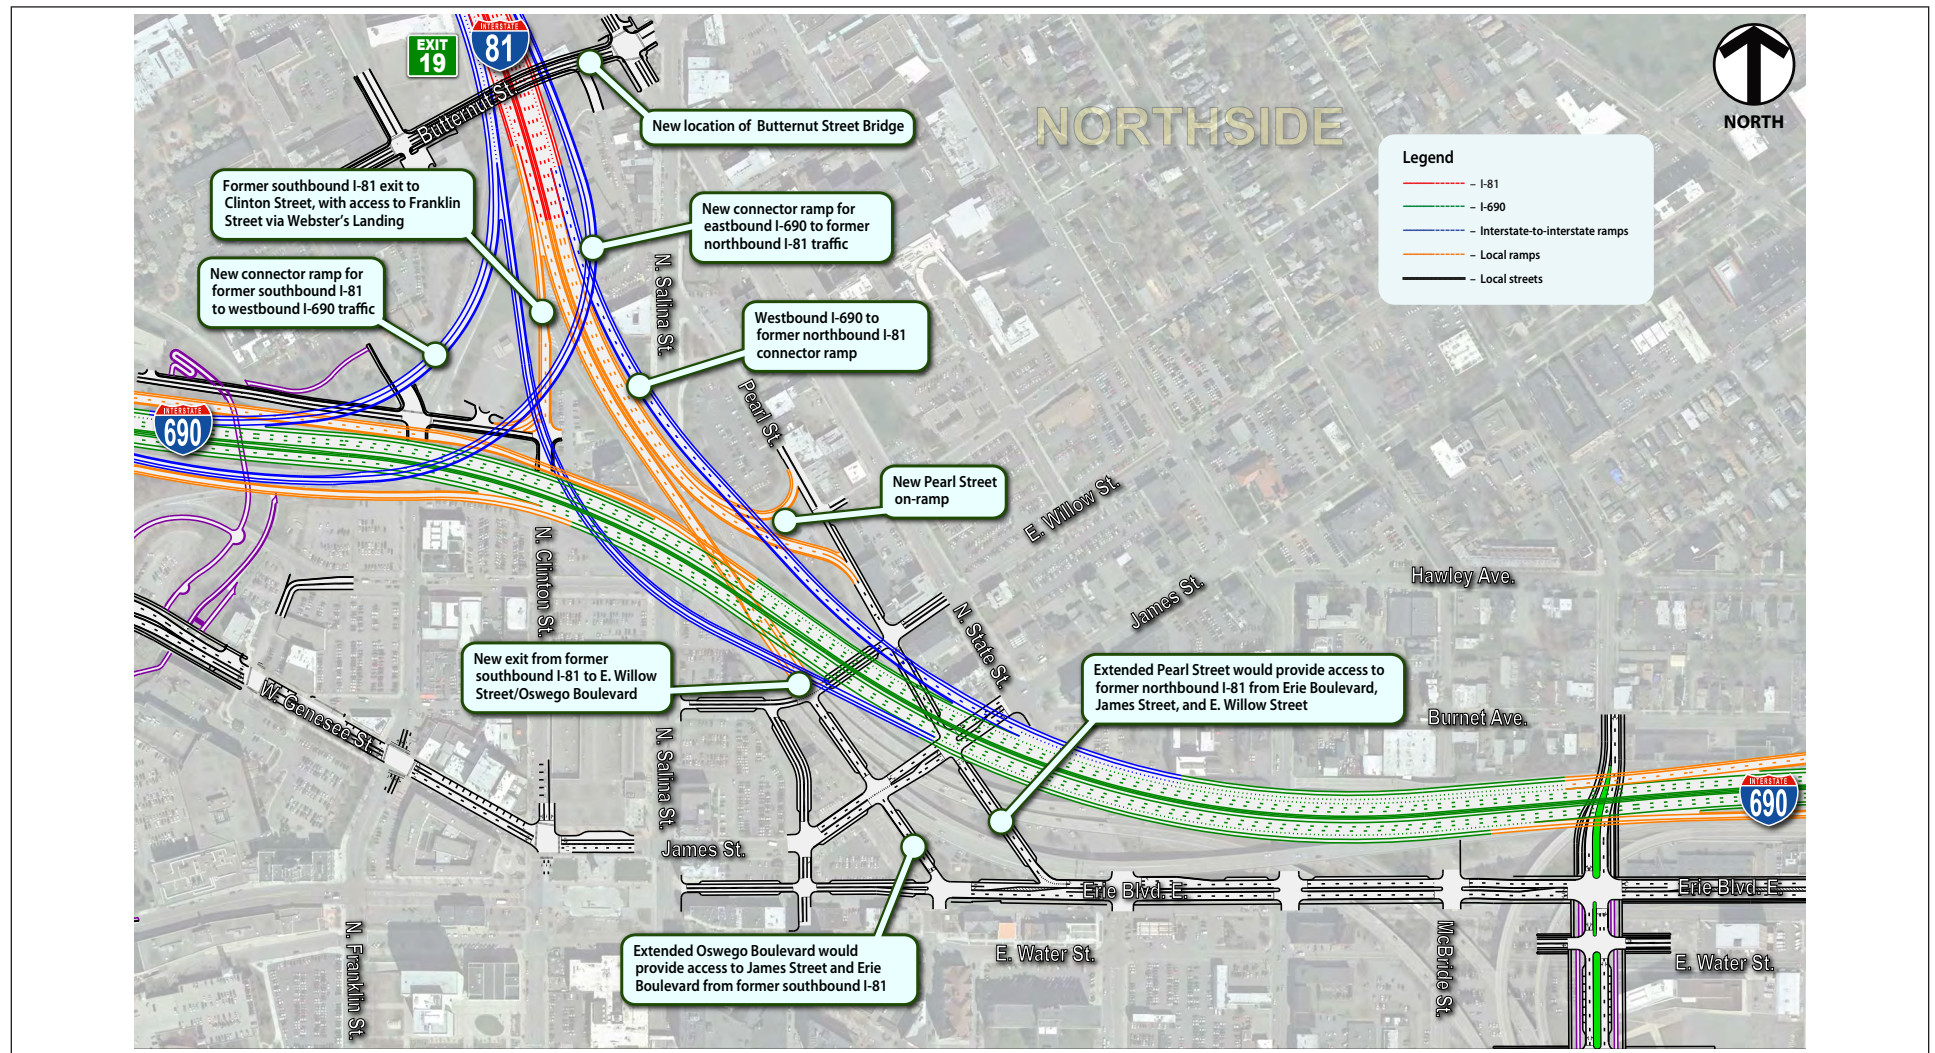 EXIT
19
INTERSTATE
81
Butternut St.
New location of Butternut Street Bridge
NORTHSIDE
NORTH
Legend
– I-81
– I-690
– Interstate-to-interstate ramps
– Local ramps
– Local streets
Former southbound I-81 exit to
Clinton Street, with access to Franklin
Street via Webster's Landing
New connector ramp for
eastbound I-690 to former
northbound I-81 traffic
New connector ramp for
former southbound I-81
to westbound I-690 traffic
N. Salina St.
Westbound I-690 to
former northbound I-81
connector ramp
Pearl St.
INTERSTATE
690
New Pearl Street
on-ramp
E. Willow St.
N. Clinton St.
Hawley Ave.
James St.
N. State St.
New exit from former
southbound I-81 to E. Willow
Street/Oswego Boulevard
Extended Pearl Street would provide access to
former northbound I-81 from Erie Boulevard,
James Street, and E. Willow Street
W. Genesee St.
Burnet Ave.
N. Salina St.
INTERSTATE
690
James St.
Erie Blvd. E.
Erie Blvd. E.
N. Franklin St.
Extended Oswego Boulevard would
provide access to James Street and Erie
Boulevard from former southbound I-81
E. Water St.
McBride St.
E. Water St.